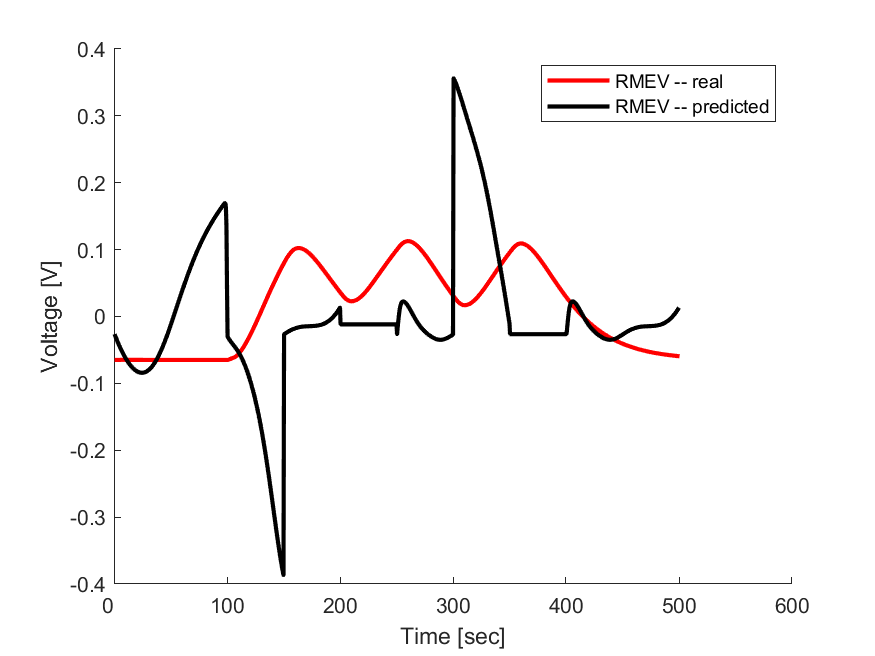 0.4
0.3
0.2
0.1
0
-0.1
-0.2
-0.3
-0.4
Voltage [V]
RMEV -- real
RMEV -- predicted
0 100 200 300 400 500 600
Time [sec]